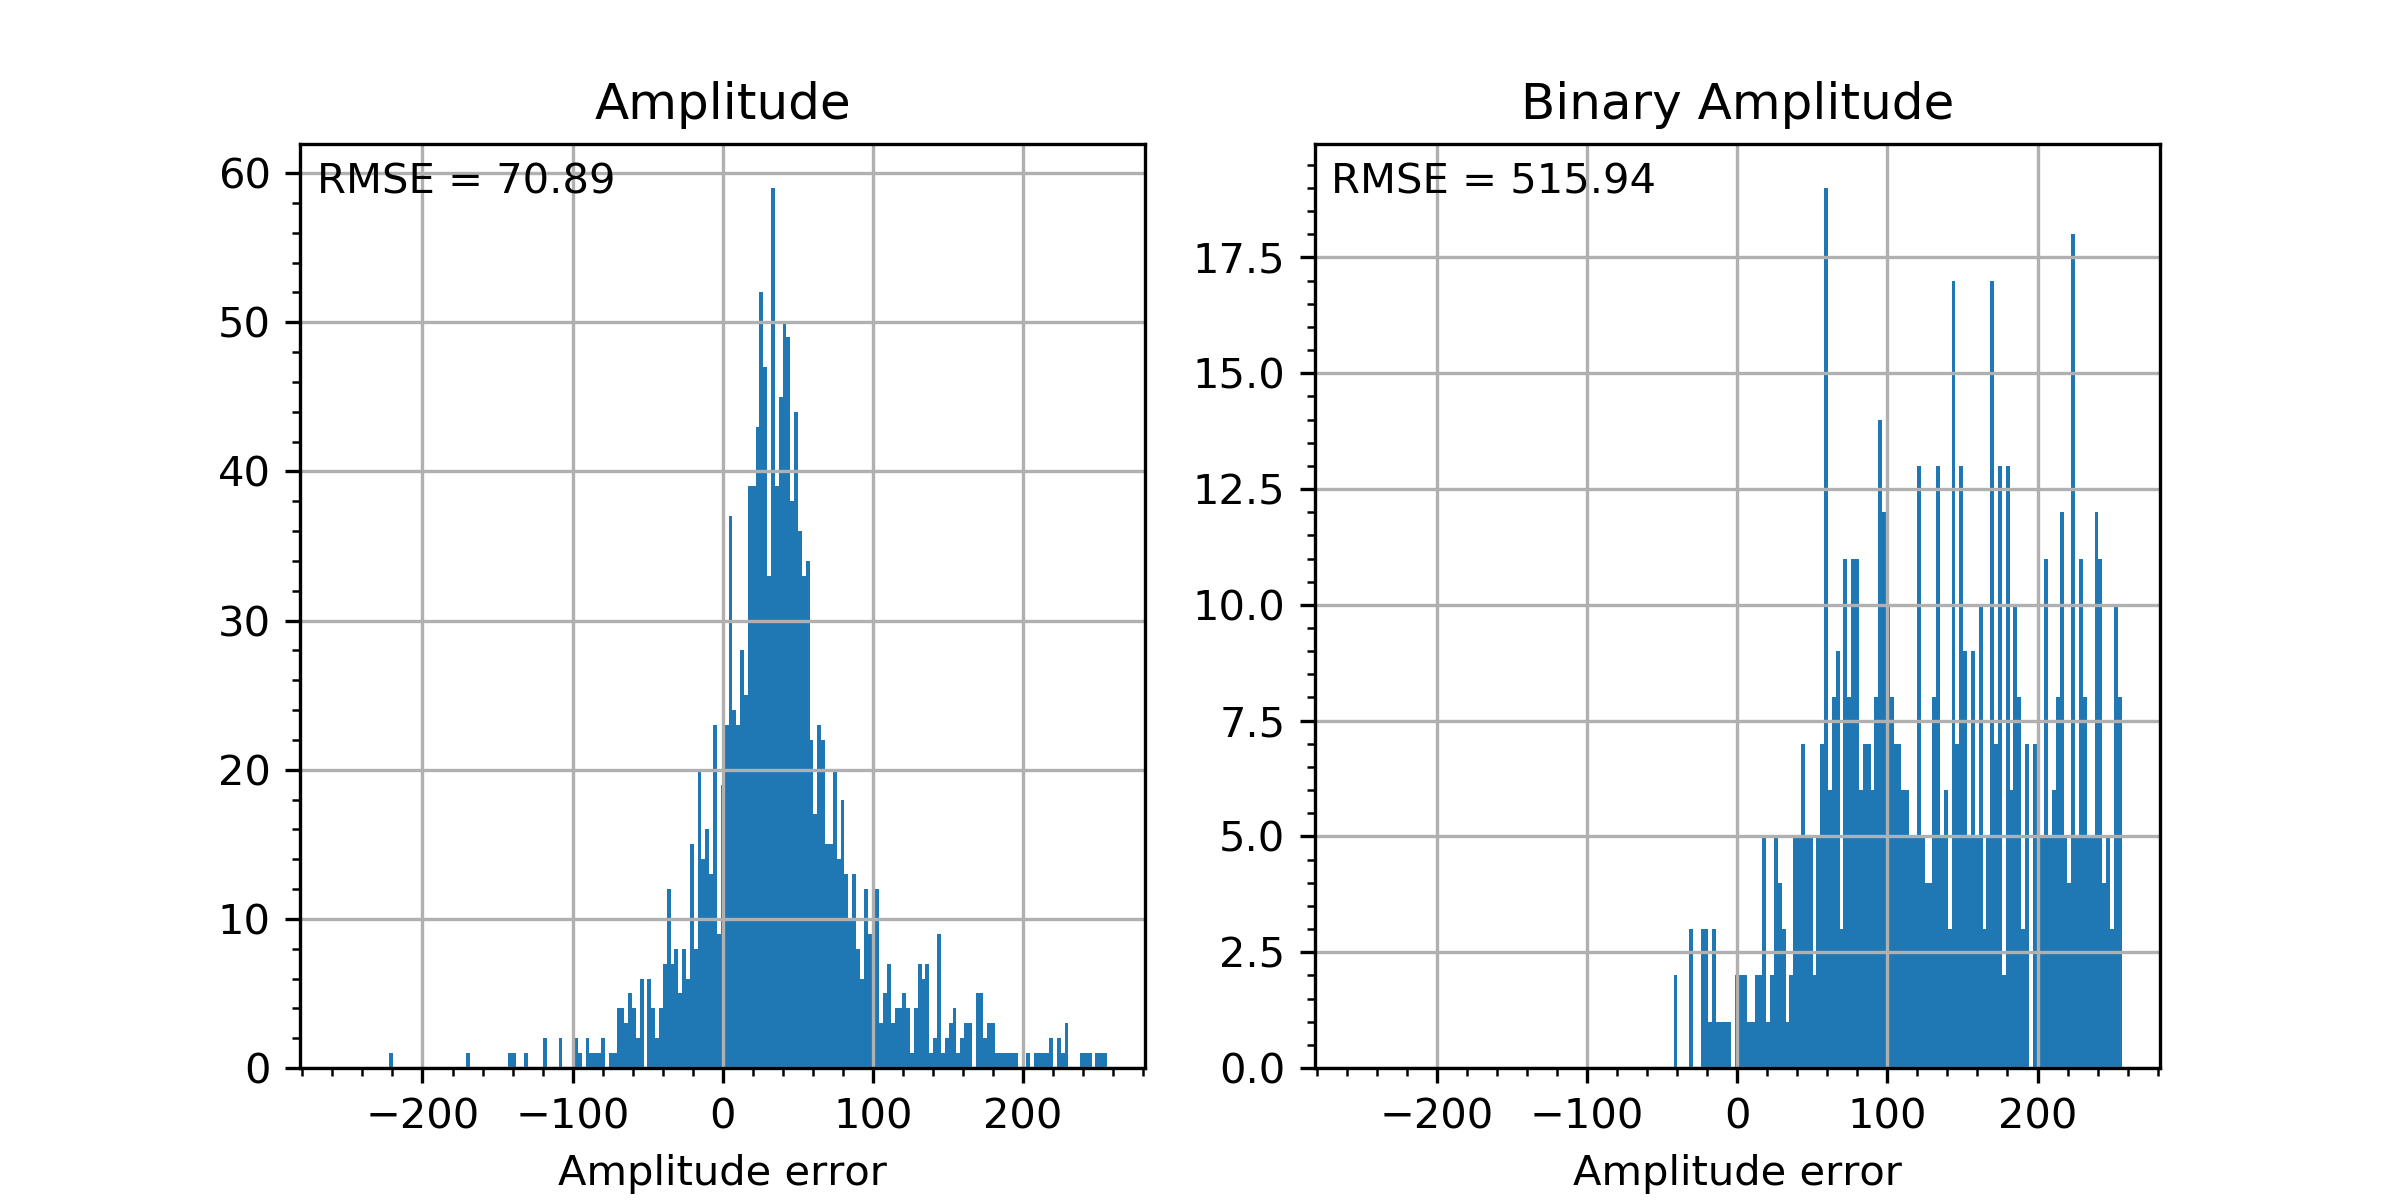 Amplitude
RMSE = 70.89
60
50
40
30
20
10
0
−200 −100 0 100 200
Amplitude error
Binary Amplitude
RMSE = 515.94
17.5
15.0
12.5
10.0
7.5
5.0
2.5
0.0
−200 −100 0 100 200
Amplitude error